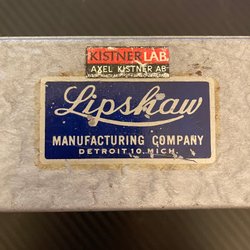 KISTNER LAB.
AXEL KISTNER AB
Lipshaw
MANUFACTURING COMPANY
DETROIT 10, MICH.